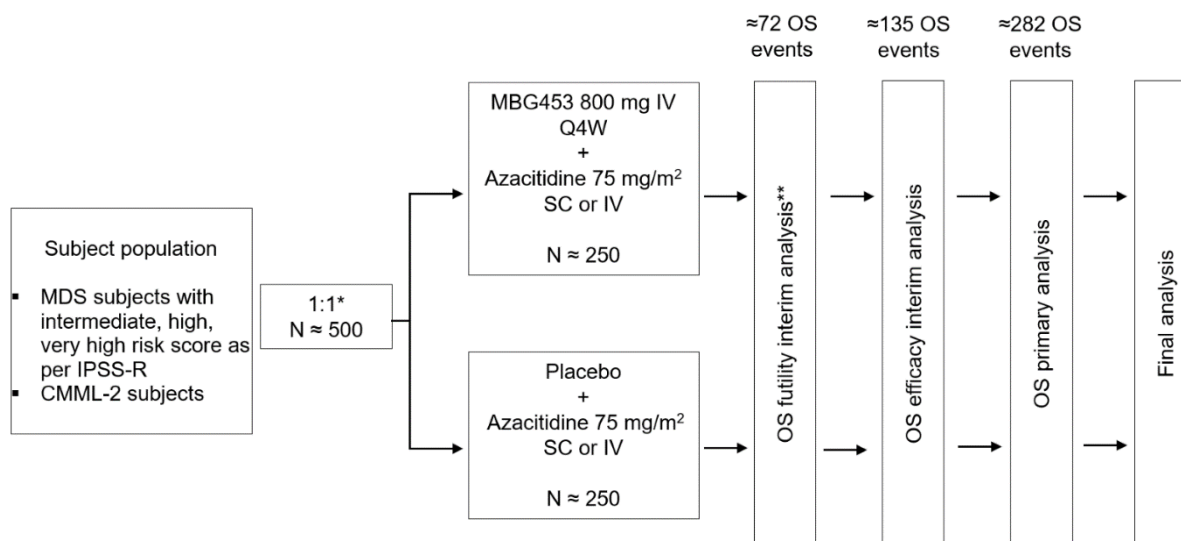 ≈72 OS
events
≈135 OS
events
≈282 OS
events
Subject population
▪ MDS subjects with
intermediate, high,
very high risk score as
per IPSS-R
▪ CMML-2 subjects
1:1*
N ≈ 500
MBG453 800 mg IV
Q4W
+
Azacitidine 75 mg/m²
SC or IV
N ≈ 250
Placebo
+
Azacitidine 75 mg/m²
SC or IV
N ≈ 250
OS futility interim analysis**
OS efficacy interim analysis
OS primary analysis
Final analysis